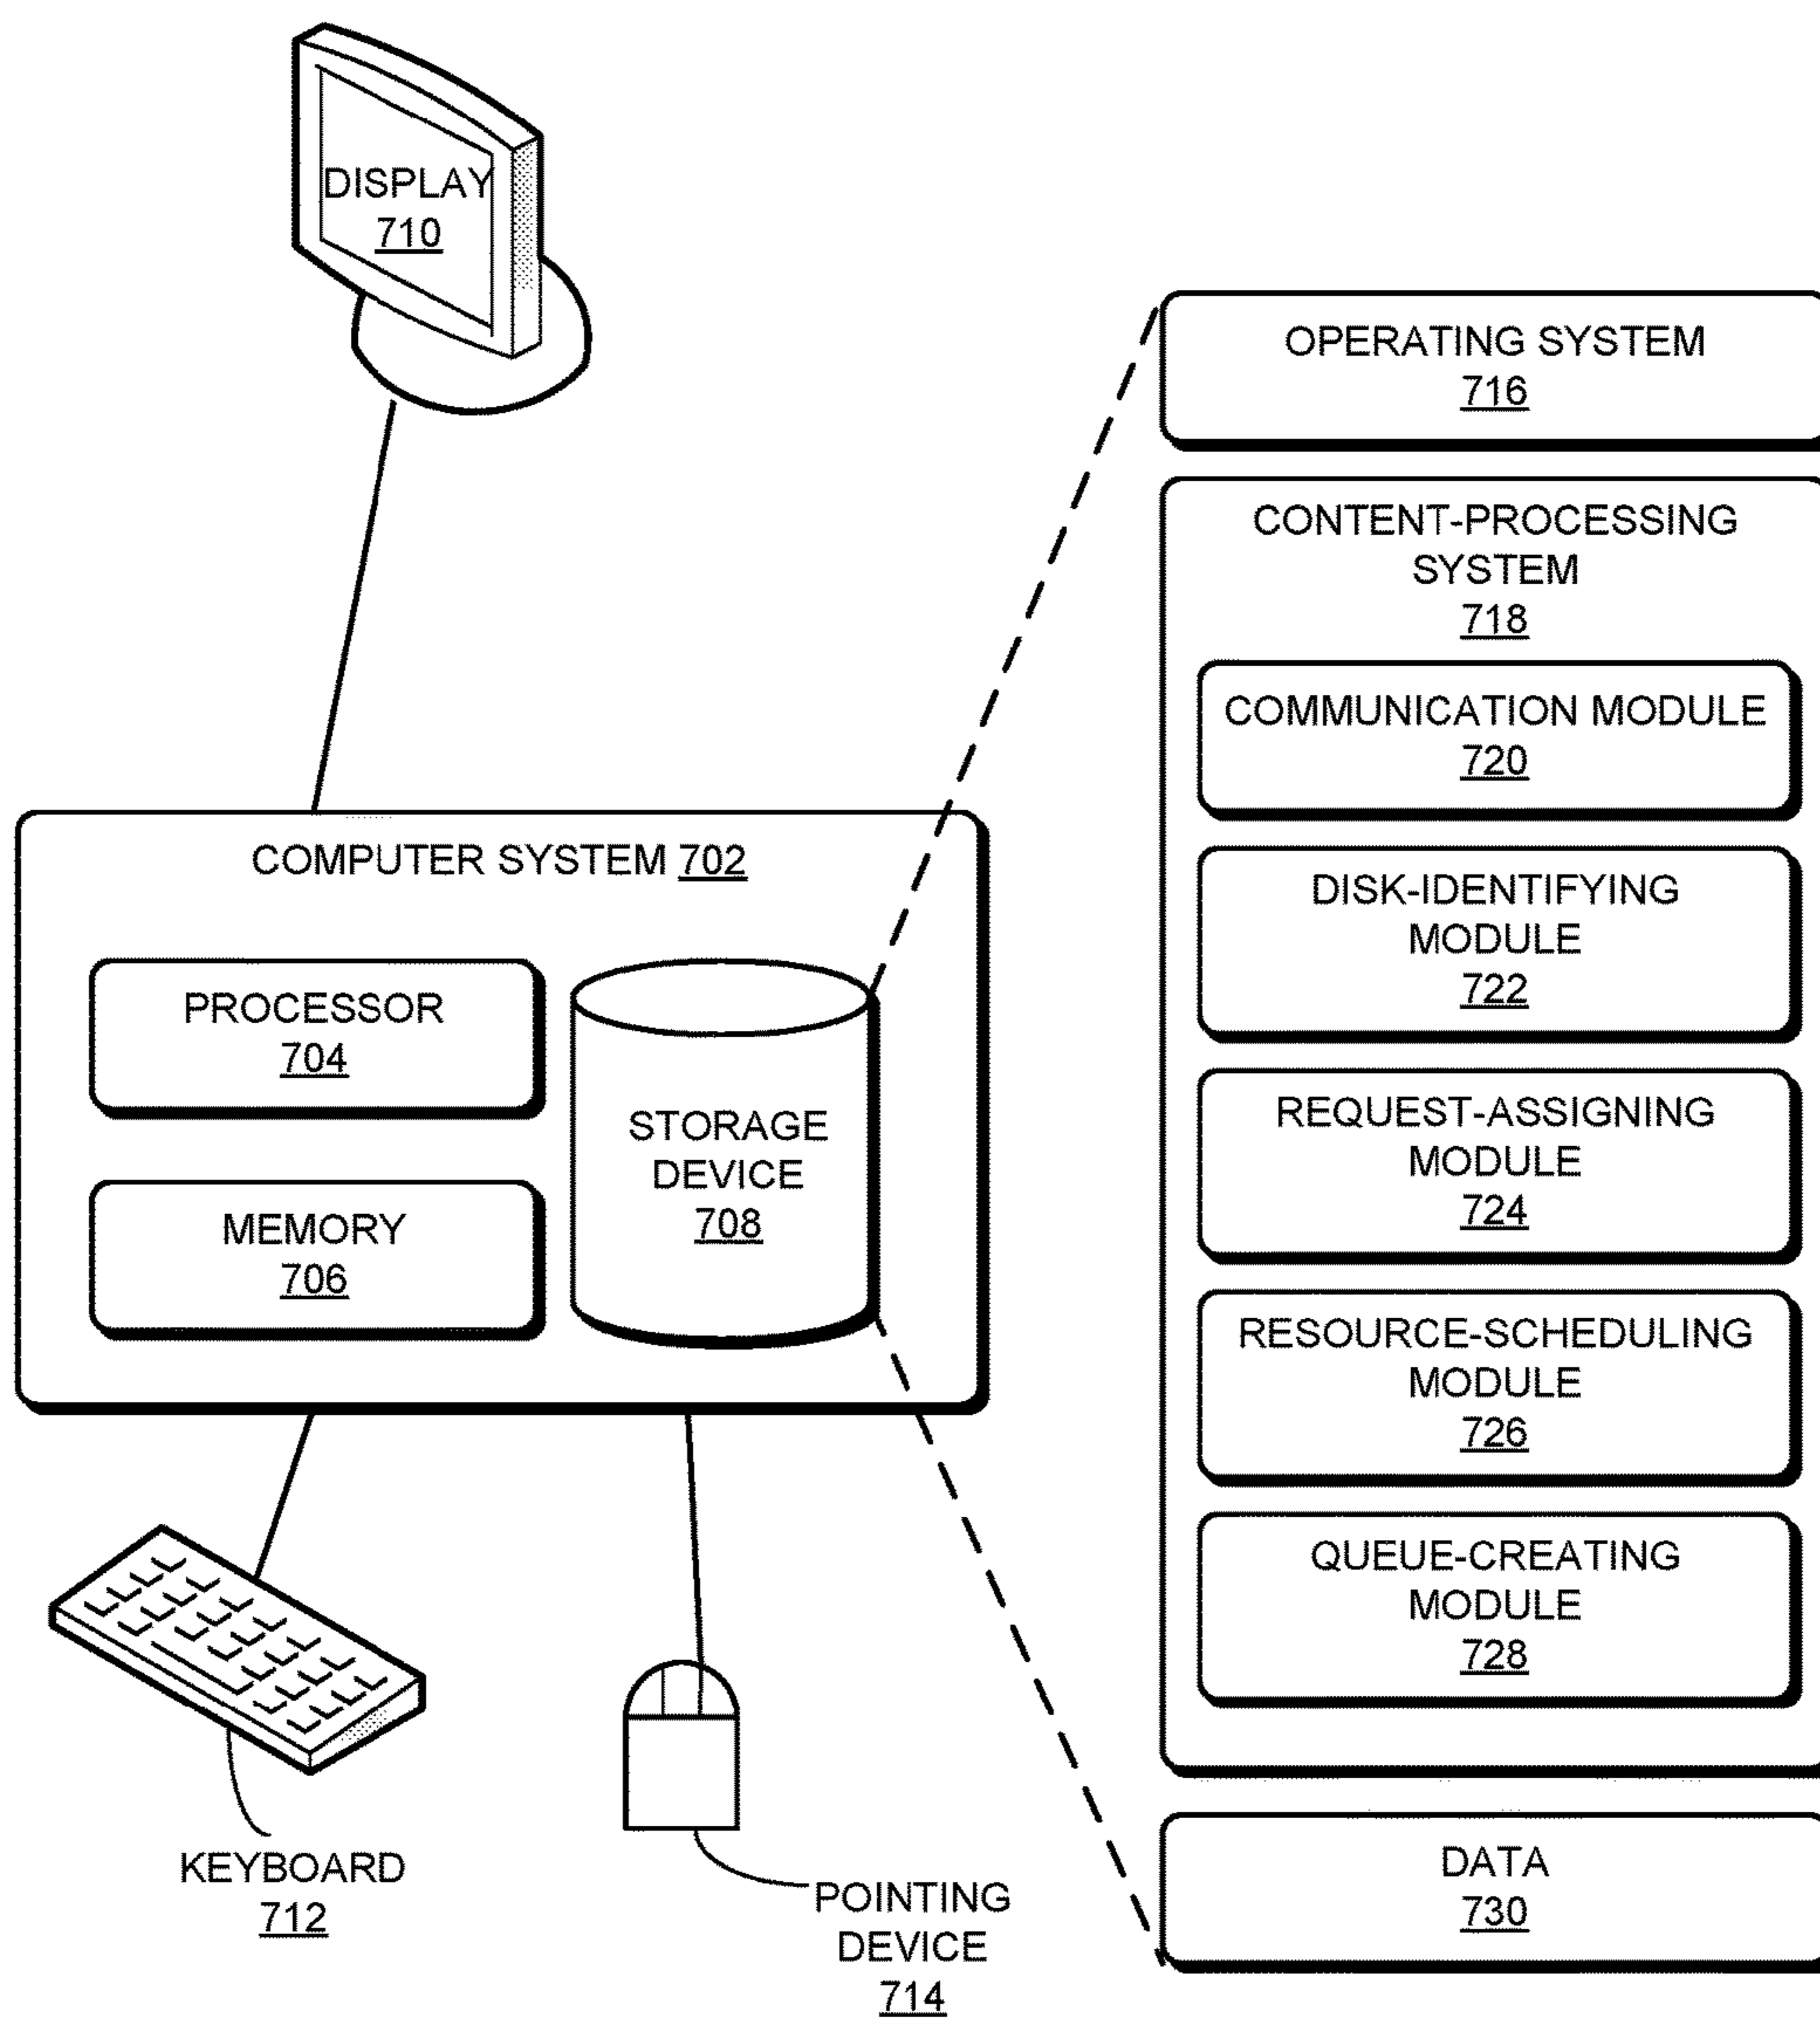 DISPLAY
710
COMPUTER SYSTEM 702
PROCESSOR
704
MEMORY
706
STORAGE
DEVICE
708
KEYBOARD
712
POINTING
DEVICE
714
OPERATING SYSTEM
716
CONTENT-PROCESSING
SYSTEM
718
COMMUNICATION MODULE
720
DISK-IDENTIFYING
MODULE
722
REQUEST-ASSIGNING
MODULE
724
RESOURCE-SCHEDULING
MODULE
726
QUEUE-CREATING
MODULE
728
DATA
730